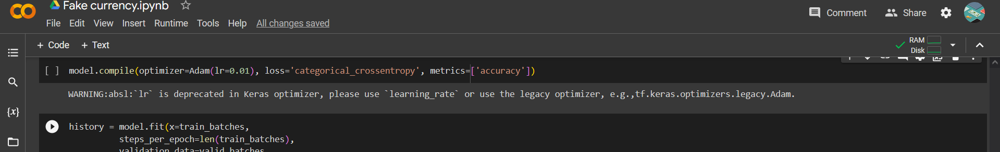 Fake currency.ipynb
File Edit View Insert Runtime Tools Help All changes saved
Comment Share
+ Code + Text
RAM
Disk
[ ] model.compile(optimizer=Adam(lr=0.01), loss='categorical_crossentropy', metrics=['accuracy'])
WARNING:absl:`lr` is deprecated in Keras optimizer, please use `learning_rate` or use the legacy optimizer, e.g.,tf.keras.optimizers.legacy.Adam.
{x}
history = model.fit(x=train_batches,
steps_per_epoch=len(train_batches),
validation_data=valid_batches